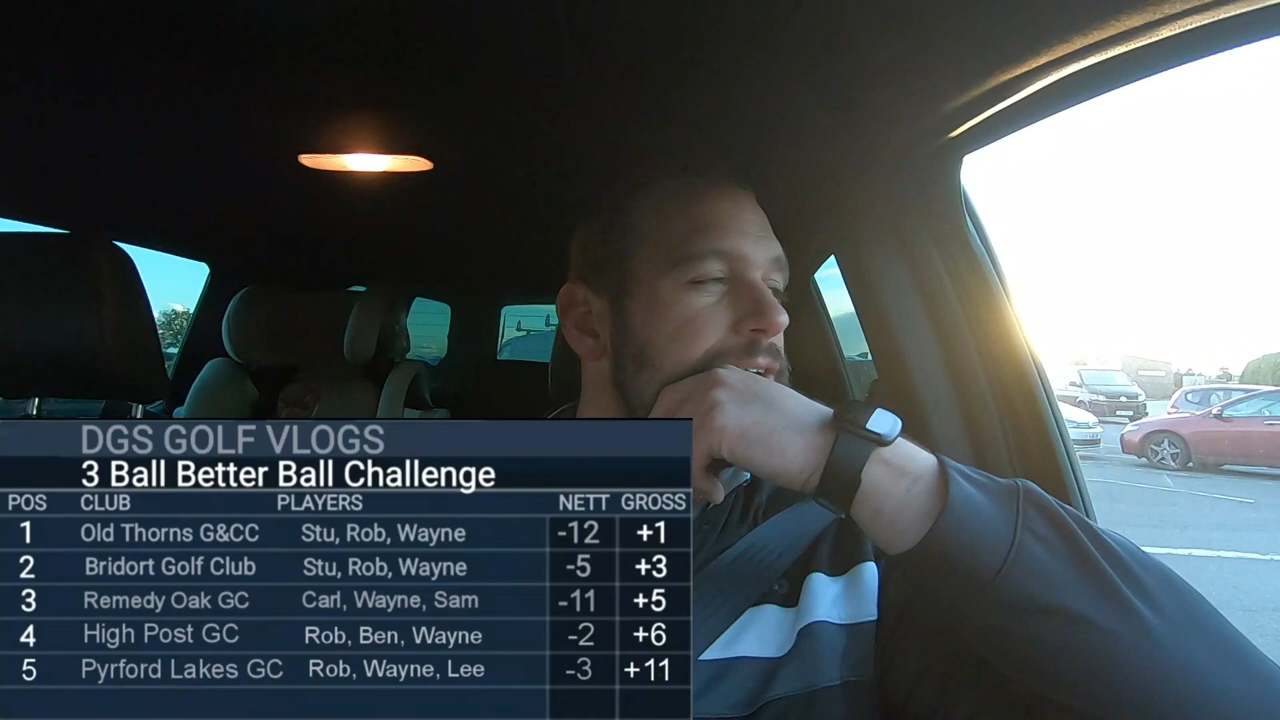 DGS GOLF VLOGS
3 Ball Better Ball Challenge
POS CLUB PLAYERS NETT GROSS
1 Old Thorns G&CC Stu, Rob, Wayne -12 +1
2 Bridort Golf Club Stu, Rob, Wayne -5 +3
3 Remedy Oak GC Carl, Wayne, Sam -11 +5
4 High Post GC Rob, Ben, Wayne -2 +6
5 Pyrford Lakes GC Rob, Wayne, Lee -3 +11